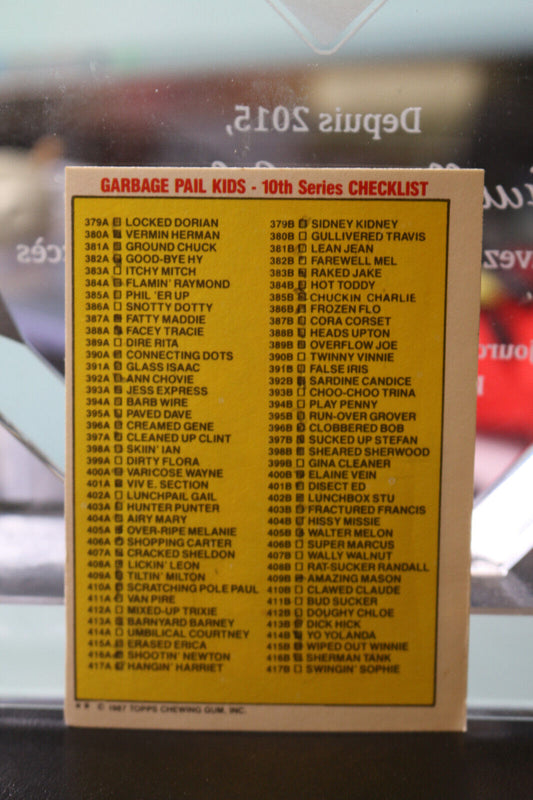 Depuis 2015,
GARBAGE PAIL KIDS - 10th Series CHECKLIST
379A LOCKED DORIAN
380A VERMIN HERMAN
381A GROUND CHUCK
382A GOOD-BYE HY
383A ITCHY MITCH
384A FLAMIN' RAYMOND
385A PHIL 'ER UP
386A SNOTTY DOTTY
387A FATTY MADDIE
388A FACEY TRACIE
389A DIRE RITA
390A CONNECTING DOTS
391A GLASS ISAAC
392A ANN CHOVIE
393A JESS EXPRESS
394A BARB WIRE
395A PAVED DAVE
396A CREAMED GENE
397A CLEANED UP CLINT
398A SKIIN' IAN
399A DIRTY FLORA
400A VARICOSE WAYNE
401A VIV E. SECTION
402A LUNCHPAIL GAIL
403A HUNTER PUNTER
404A AIRY MARY
405A OVER-RIPE MELANIE
406A SHOPPING CARTER
407A CRACKED SHELDON
408A LICKIN' LEON
409A TILTIN' MILTON
410A SCRATCHING POLE PAUL
411A VAN PIRE
412A MIXED-UP TRIXIE
413A BARNYARD BARNEY
414A UMBILICAL COURTNEY
415A ERASED ERICA
416A SHOOTIN' NEWTON
417A HANGIN' HARRIET
379B SIDNEY KIDNEY
380B GULLIVERED TRAVIS
381B LEAN JEAN
382B FAREWELL MEL
383B RAKED JAKE
384B HOT TODDY
385B CHUCKIN CHARLIE
386B FROZEN FLO
387B CORA CORSET
388B HEADS UPTON
389B OVERFLOW JOE
390B TWINNY VINNIE
391B FALSE IRIS
392B SARDINE CANDICE
393B CHOO-CHOO TRINA
394B PLAY PENNY
395B RUN-OVER GROVER
396B CLOBBERED BOB
397B SUCKED UP STEFAN
398B SHEARED SHERWOOD
399B GINA CLEANER
400B ELAINE VEIN
401B DISECT ED
402B LUNCHBOX STU
403B FRACTURED FRANCIS
404B HISSY MISSIE
405B WALTER MELON
406B SUPER MARCUS
407B WALLY WALNUT
408B RAT-SUCKER RANDALL
409B AMAZING MASON
410B CLAWED CLAUDE
411B BUD SUCKER
412B DOUGHY CHLOE
413B DICK HICK
414B YO YOLANDA
415B WIPED OUT WINNIE
416B SHERMAN TANK
417B SWINGIN' SOPHIE
** © 1987 TOPPS CHEWING GUM, INC.